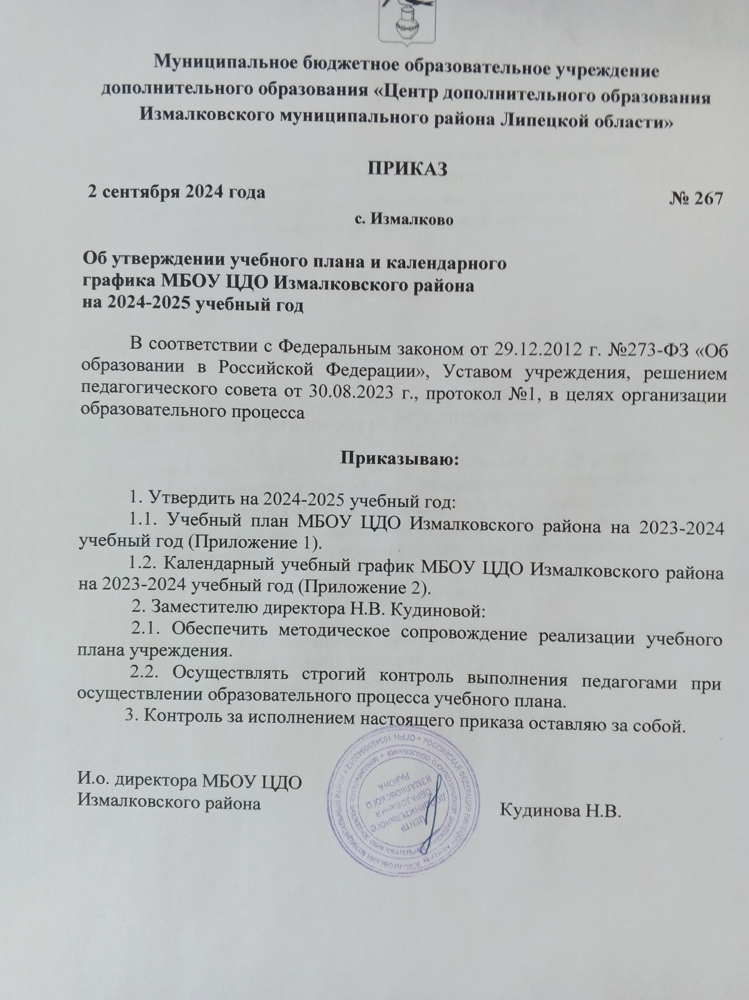 Муниципальное бюджетное образовательное учреждение
дополнительного образования «Центр дополнительного образования
Измалковского муниципального района Липецкой области»
ПРИКАЗ
2 сентября 2024 года № 267
с. Измалково
Об утверждении учебного плана и календарного
графика МБОУ ЦДО Измалковского района
на 2024-2025 учебный год
В соответствии с Федеральным законом от 29.12.2012 г. №273-ФЗ «Об
образовании в Российской Федерации», Уставом учреждения, решением
педагогического совета от 30.08.2023 г., протокол №1, в целях организации
образовательного процесса
Приказываю:
1. Утвердить на 2024-2025 учебный год:
1.1. Учебный план МБОУ ЦДО Измалковского района на 2023-2024
учебный год (Приложение 1).
1.2. Календарный учебный график МБОУ ЦДО Измалковского района
на 2023-2024 учебный год (Приложение 2).
2. Заместителю директора Н.В. Кудиновой:
2.1. Обеспечить методическое сопровождение реализации учебного
плана учреждения.
2.2. Осуществлять строгий контроль выполнения педагогами при
осуществлении образовательного процесса учебного плана.
3. Контроль за исполнением настоящего приказа оставляю за собой.
И.о. директора МБОУ ЦДО
Измалковского района
Кудинова Н.В.
РОССИЙСКАЯ ФЕДЕРАЦИЯ
МУНИЦИПАЛЬНЫЙ РАЙОН
ОГРН
МУНИЦИПАЛЬНОЕ БЮДЖЕТНОЕ ОБРАЗОВАТЕЛЬНОЕ УЧРЕЖДЕНИЕ ДОПОЛНИТЕЛЬНОГО ОБРАЗОВАНИЯ
ЦЕНТР
ДОПОЛНИТЕЛЬНОГО
ОБРАЗОВАНИЯ
ИЗМАЛКОВСКОГО
РАЙОНА